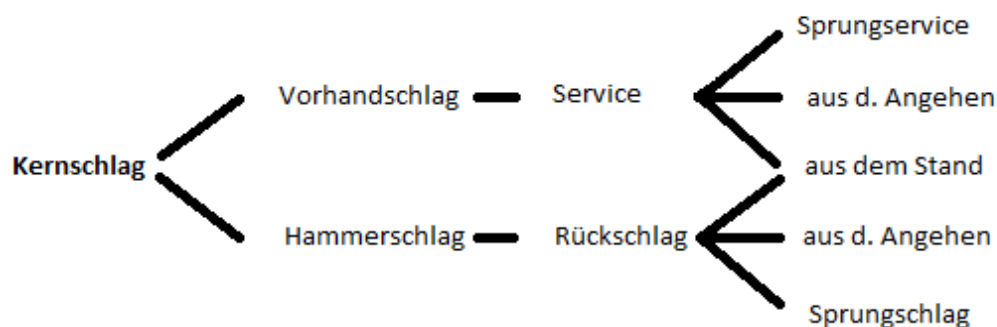 Sprungservice
Vorhandschlag Service aus d. Angehen
Kernschlag aus dem Stand
Hammerschlag Rückschlag aus d. Angehen
Sprungschlag